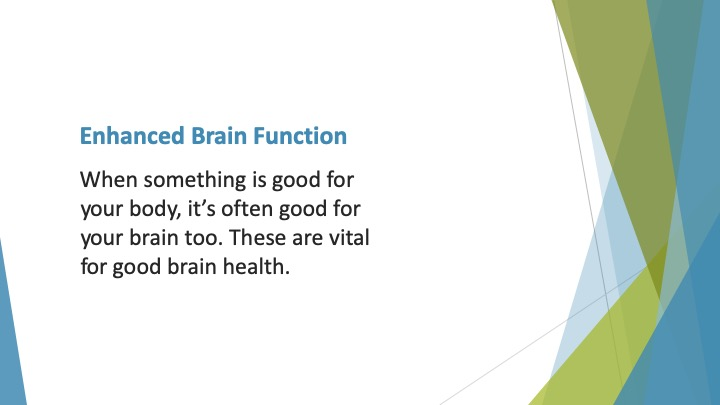 Enhanced Brain Function
When something is good for
your body, it’s often good for
your brain too. These are vital
for good brain health.